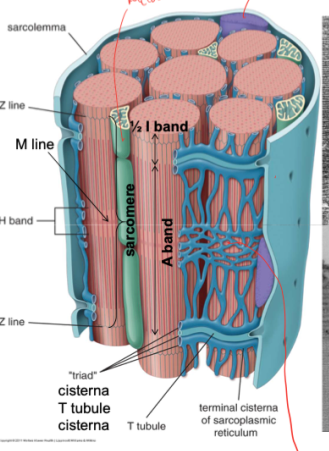 sarcolemma
Z line
½ I band
M line
H band
sarcomere
A band
Z line
"triad"
cisterna
T tubule
cisterna
T tubule
terminal cisterna
of sarcoplasmic
reticulum